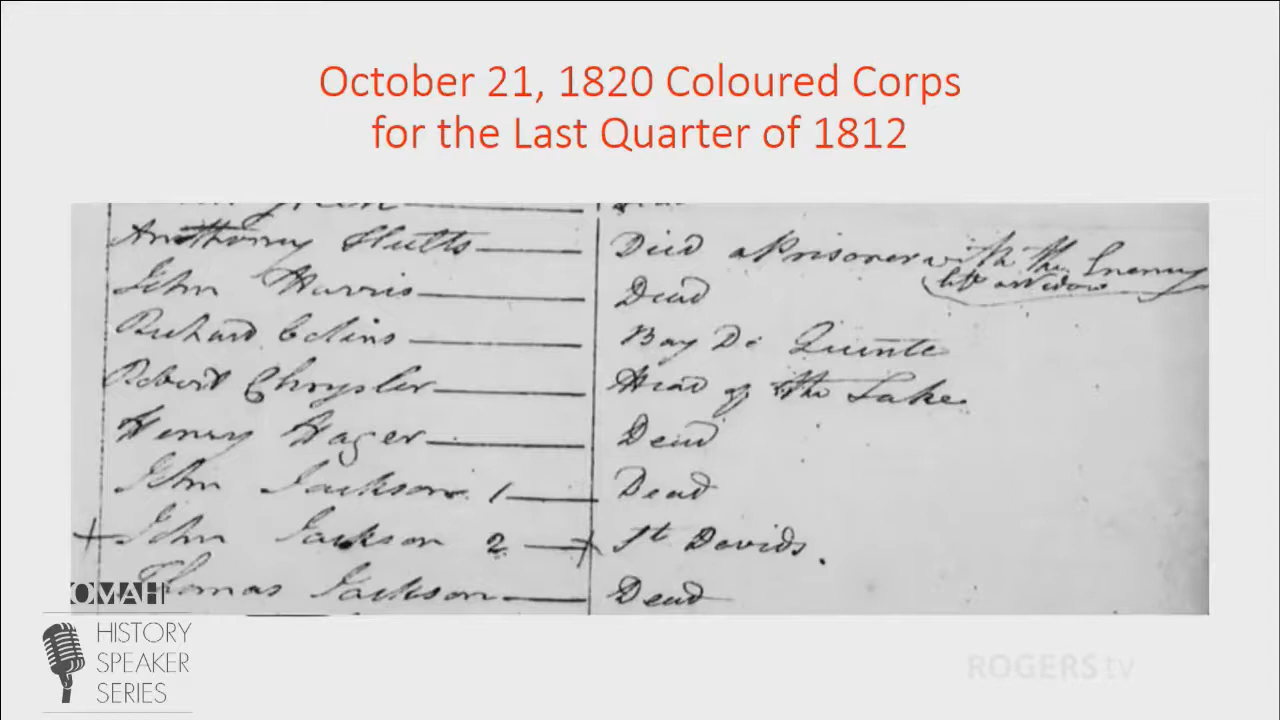 October 21, 1820 Coloured Corps
for the Last Quarter of 1812
Anthony Hults Died a Prisoner with the Enemy
left a Widow
John Harris Dead
Richard Colins Bay De Quinte
Robert Chrysler Head of the Lake
Henry Hager Dead
John Jackson 1 Dead
John Jackson 2 St Davids.
Thomas Jackson Dead
OMAH
HISTORY
SPEAKER
SERIES
ROGERS tv